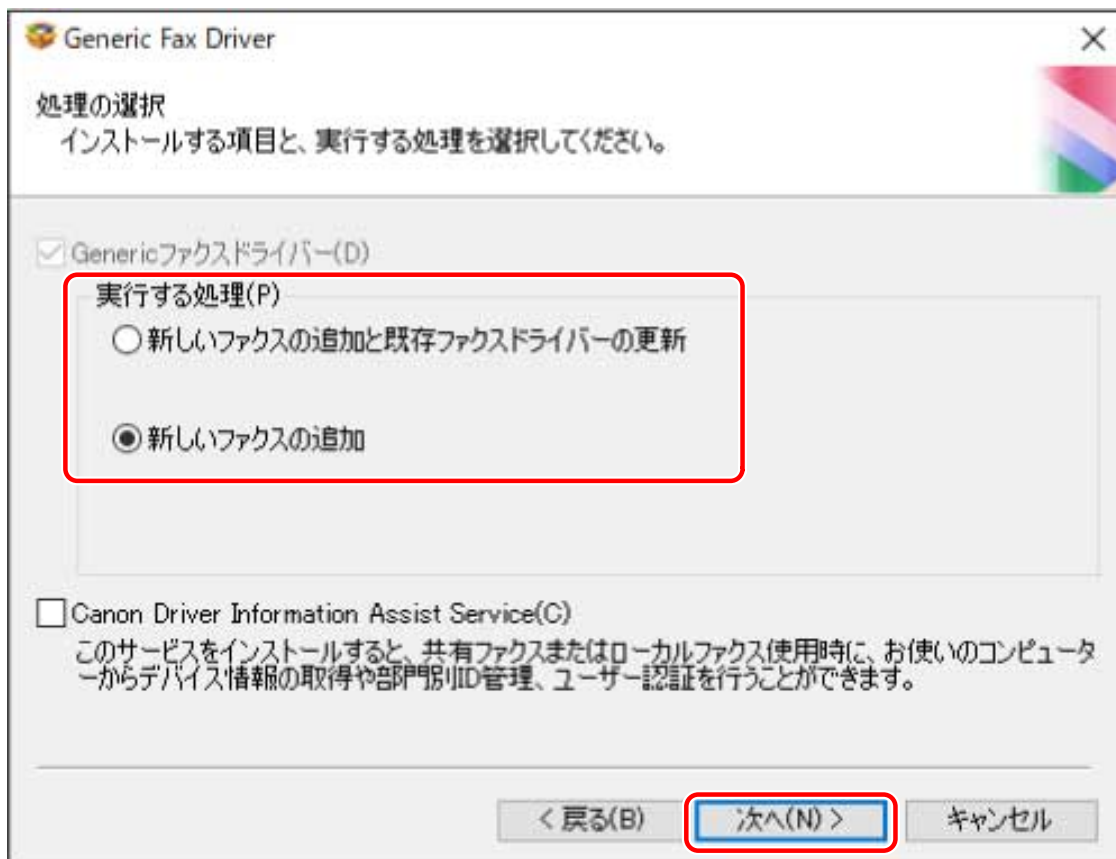 Generic Fax Driver
処理の選択
インストールする項目と、実行する処理を選択してください。
Genericファクスドライバー(D)
実行する処理(P)
新しいファクスの追加と既存ファクスドライバーの更新
新しいファクスの追加
Canon Driver Information Assist Service(C)
このサービスをインストールすると、共有ファクスまたはローカルファクス使用時に、お使いのコンピュータ
ーからデバイス情報の取得や部門別ID管理、ユーザー認証を行うことができます。
< 戻る(B)
次へ(N) >
キャンセル